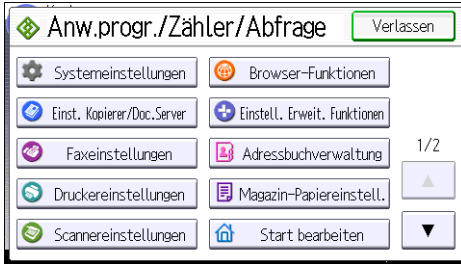 Anw.progr./Zähler/Abfrage
Verlassen
Systemeinstellungen
Browser-Funktionen
Einst. Kopierer/Doc.Server
Einstell. Erweit. Funktionen
Faxeinstellungen
Adressbuchverwaltung
1/2
Druckereinstellungen
Magazin-Papiereinstell.
Scannereinstellungen
Start bearbeiten